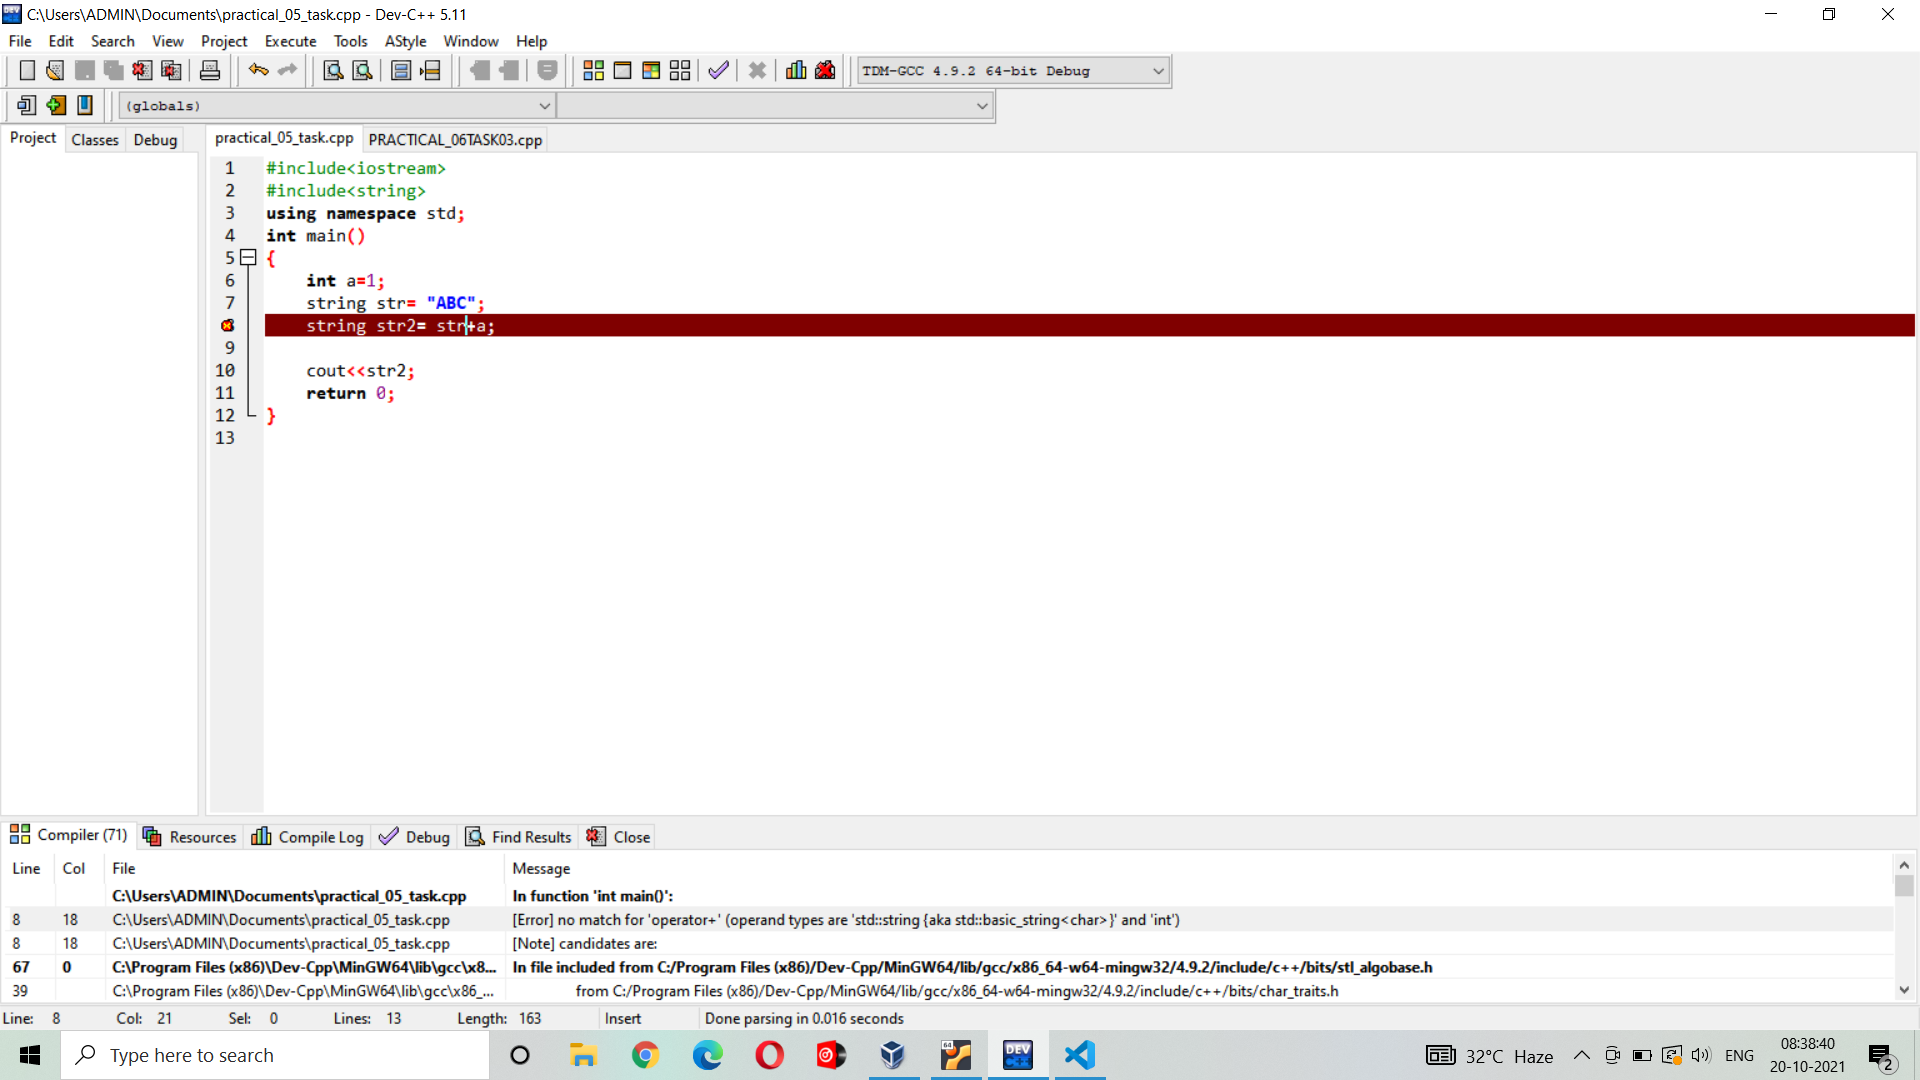 C:\Users\ADMIN\Documents\practical_05_task.cpp - Dev-C++ 5.11
File Edit Search View Project Execute Tools AStyle Window Help
TDM-GCC 4.9.2 64-bit Debug
(globals)
Project Classes Debug practical_05_task.cpp PRACTICAL_06TASK03.cpp
1 #include<iostream>
2 #include<string>
3 using namespace std;
4 int main()
5 {
6 int a=1;
7 string str= "ABC";
string str2= str+a;
9
10 cout<<str2;
11 return 0;
12 }
13
Compiler (71) Resources Compile Log Debug Find Results Close
Line Col File Message
C:\Users\ADMIN\Documents\practical_05_task.cpp In function 'int main()':
8 18 C:\Users\ADMIN\Documents\practical_05_task.cpp [Error] no match for 'operator+' (operand types are 'std::string {aka std::basic_string<char>}' and 'int')
8 18 C:\Users\ADMIN\Documents\practical_05_task.cpp [Note] candidates are:
67 0 C:\Program Files (x86)\Dev-Cpp\MinGW64\lib\gcc\x8... In file included from C:/Program Files (x86)/Dev-Cpp/MinGW64/lib/gcc/x86_64-w64-mingw32/4.9.2/include/c++/bits/stl_algobase.h
39 C:\Program Files (x86)\Dev-Cpp\MinGW64\lib\gcc\x86_... from C:/Program Files (x86)/Dev-Cpp/MinGW64/lib/gcc/x86_64-w64-mingw32/4.9.2/include/c++/bits/char_traits.h
Line: 8 Col: 21 Sel: 0 Lines: 13 Length: 163 Insert Done parsing in 0.016 seconds
Type here to search
DEV
64
32°C Haze ENG
08:38:40
20-10-2021
2